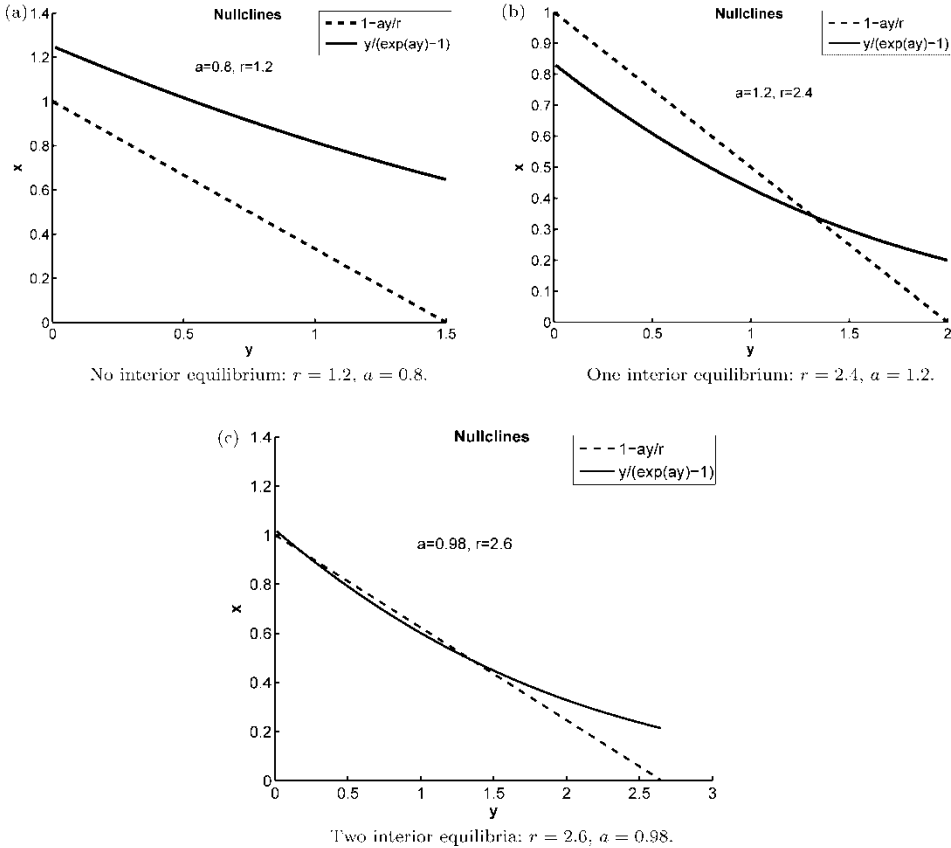 (a)
Nullclines
1.4
1.2
1
0.8
0.6
0.4
0.2
0
x
1−ay/r
y/(exp(ay)−1)
a=0.8, r=1.2
0
0.5
1
1.5
y
No interior equilibrium: r = 1.2, a = 0.8.
(b)
Nullclines
1
0.9
0.8
0.7
0.6
0.5
0.4
0.3
0.2
0.1
0
x
1−ay/r
y/(exp(ay)−1)
a=1.2, r=2.4
0
0.5
1
1.5
2
y
One interior equilibrium: r = 2.4, a = 1.2.
(c)
Nullclines
1.4
1.2
1
0.8
0.6
0.4
0.2
0
x
1−ay/r
y/(exp(ay)−1)
a=0.98, r=2.6
0
0.5
1
1.5
2
2.5
3
y
Two interior equilibria: r = 2.6, a = 0.98.